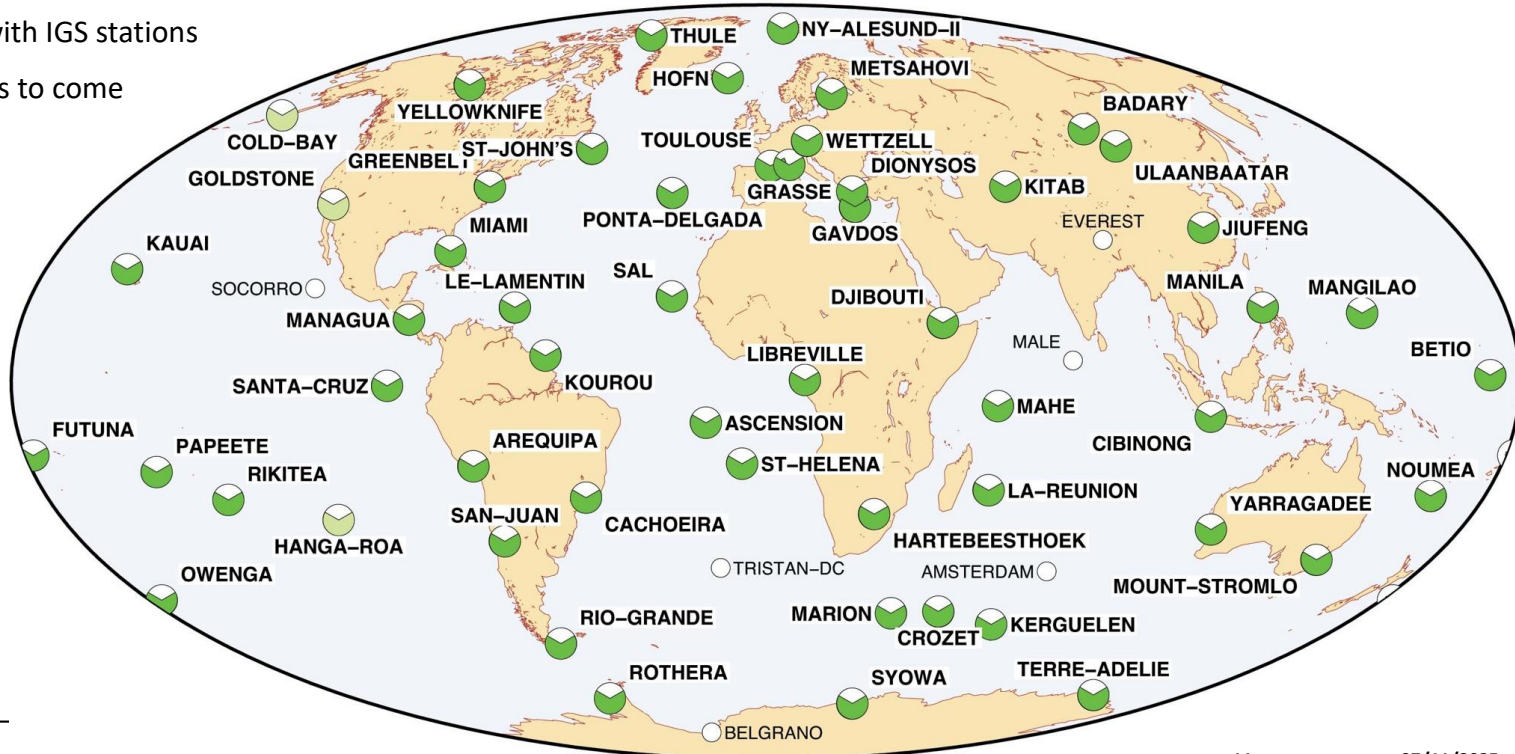 with IGS stations
s to come
THULE
NY–ALESUND–II
HOFN
METSAHOVI
YELLOWKNIFE
BADARY
COLD–BAY
TOULOUSE
WETTZELL
ST–JOHN'S
GREENBELT
DIONYSOS
ULAANBAATAR
GOLDSTONE
GRASSE
KITAB
PONTA–DELGADA
EVEREST
MIAMI
GAVDOS
JIUFENG
KAUAI
SAL
LE–LAMENTIN
SOCORRO
DJIBOUTI
MANILA
MANGILAO
MANAGUA
MALE
BETIO
LIBREVILLE
SANTA–CRUZ
KOUROU
MAHE
ASCENSION
FUTUNA
PAPEETE
AREQUIPA
CIBINONG
RIKITEA
ST–HELENA
NOUMEA
LA–REUNION
YARRAGADEE
SAN–JUAN
CACHOEIRA
HANGA–ROA
HARTEBEESTHOEK
OWENGA
TRISTAN–DC
AMSTERDAM
MOUNT–STROMLO
RIO–GRANDE
MARION
CROZET
KERGUELEN
ROTHERA
SYOWA
TERRE–ADELIE
BELGRANO